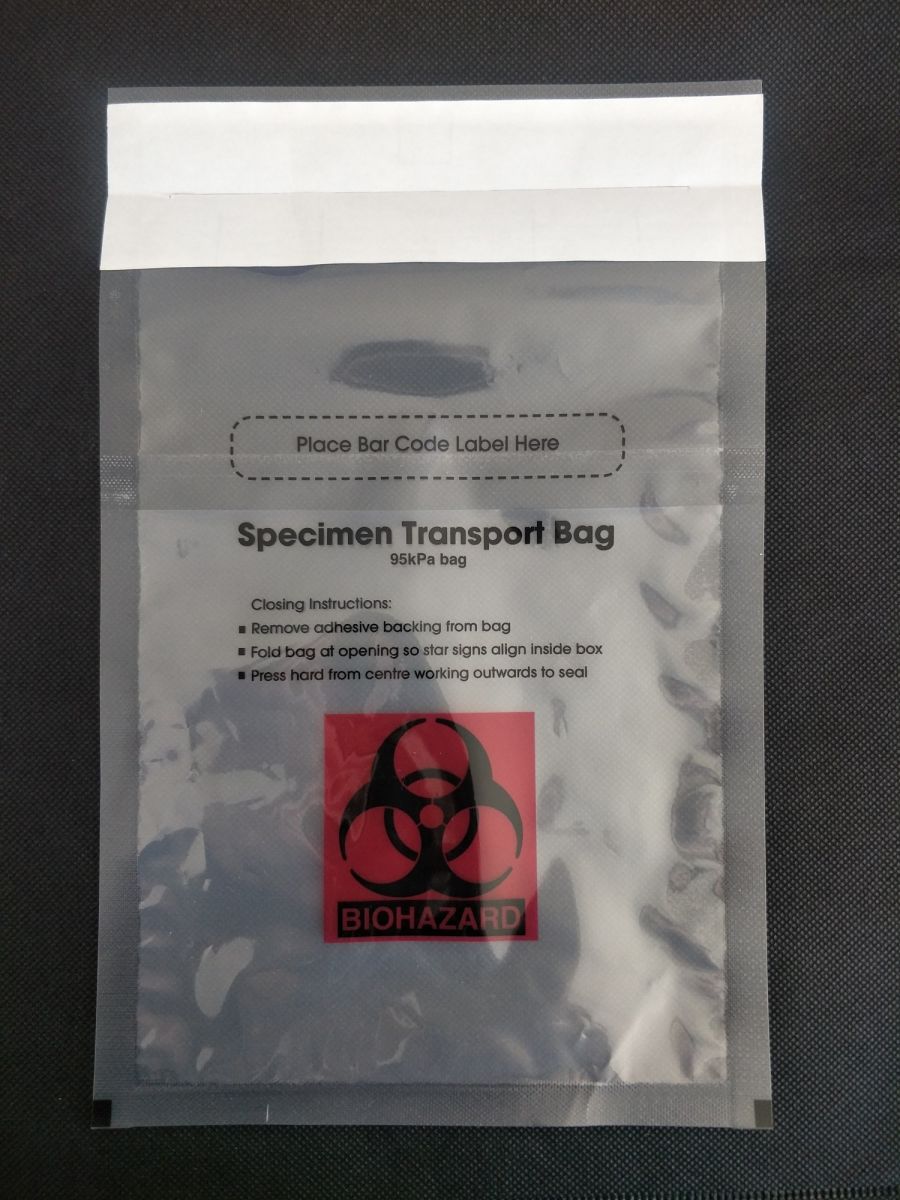 Place Bar Code Label Here
Specimen Transport Bag
95kPa bag
Closing Instructions:
▪ Remove adhesive backing from bag
▪ Fold bag at opening so star signs align inside box
▪ Press hard from centre working outwards to seal
BIOHAZARD